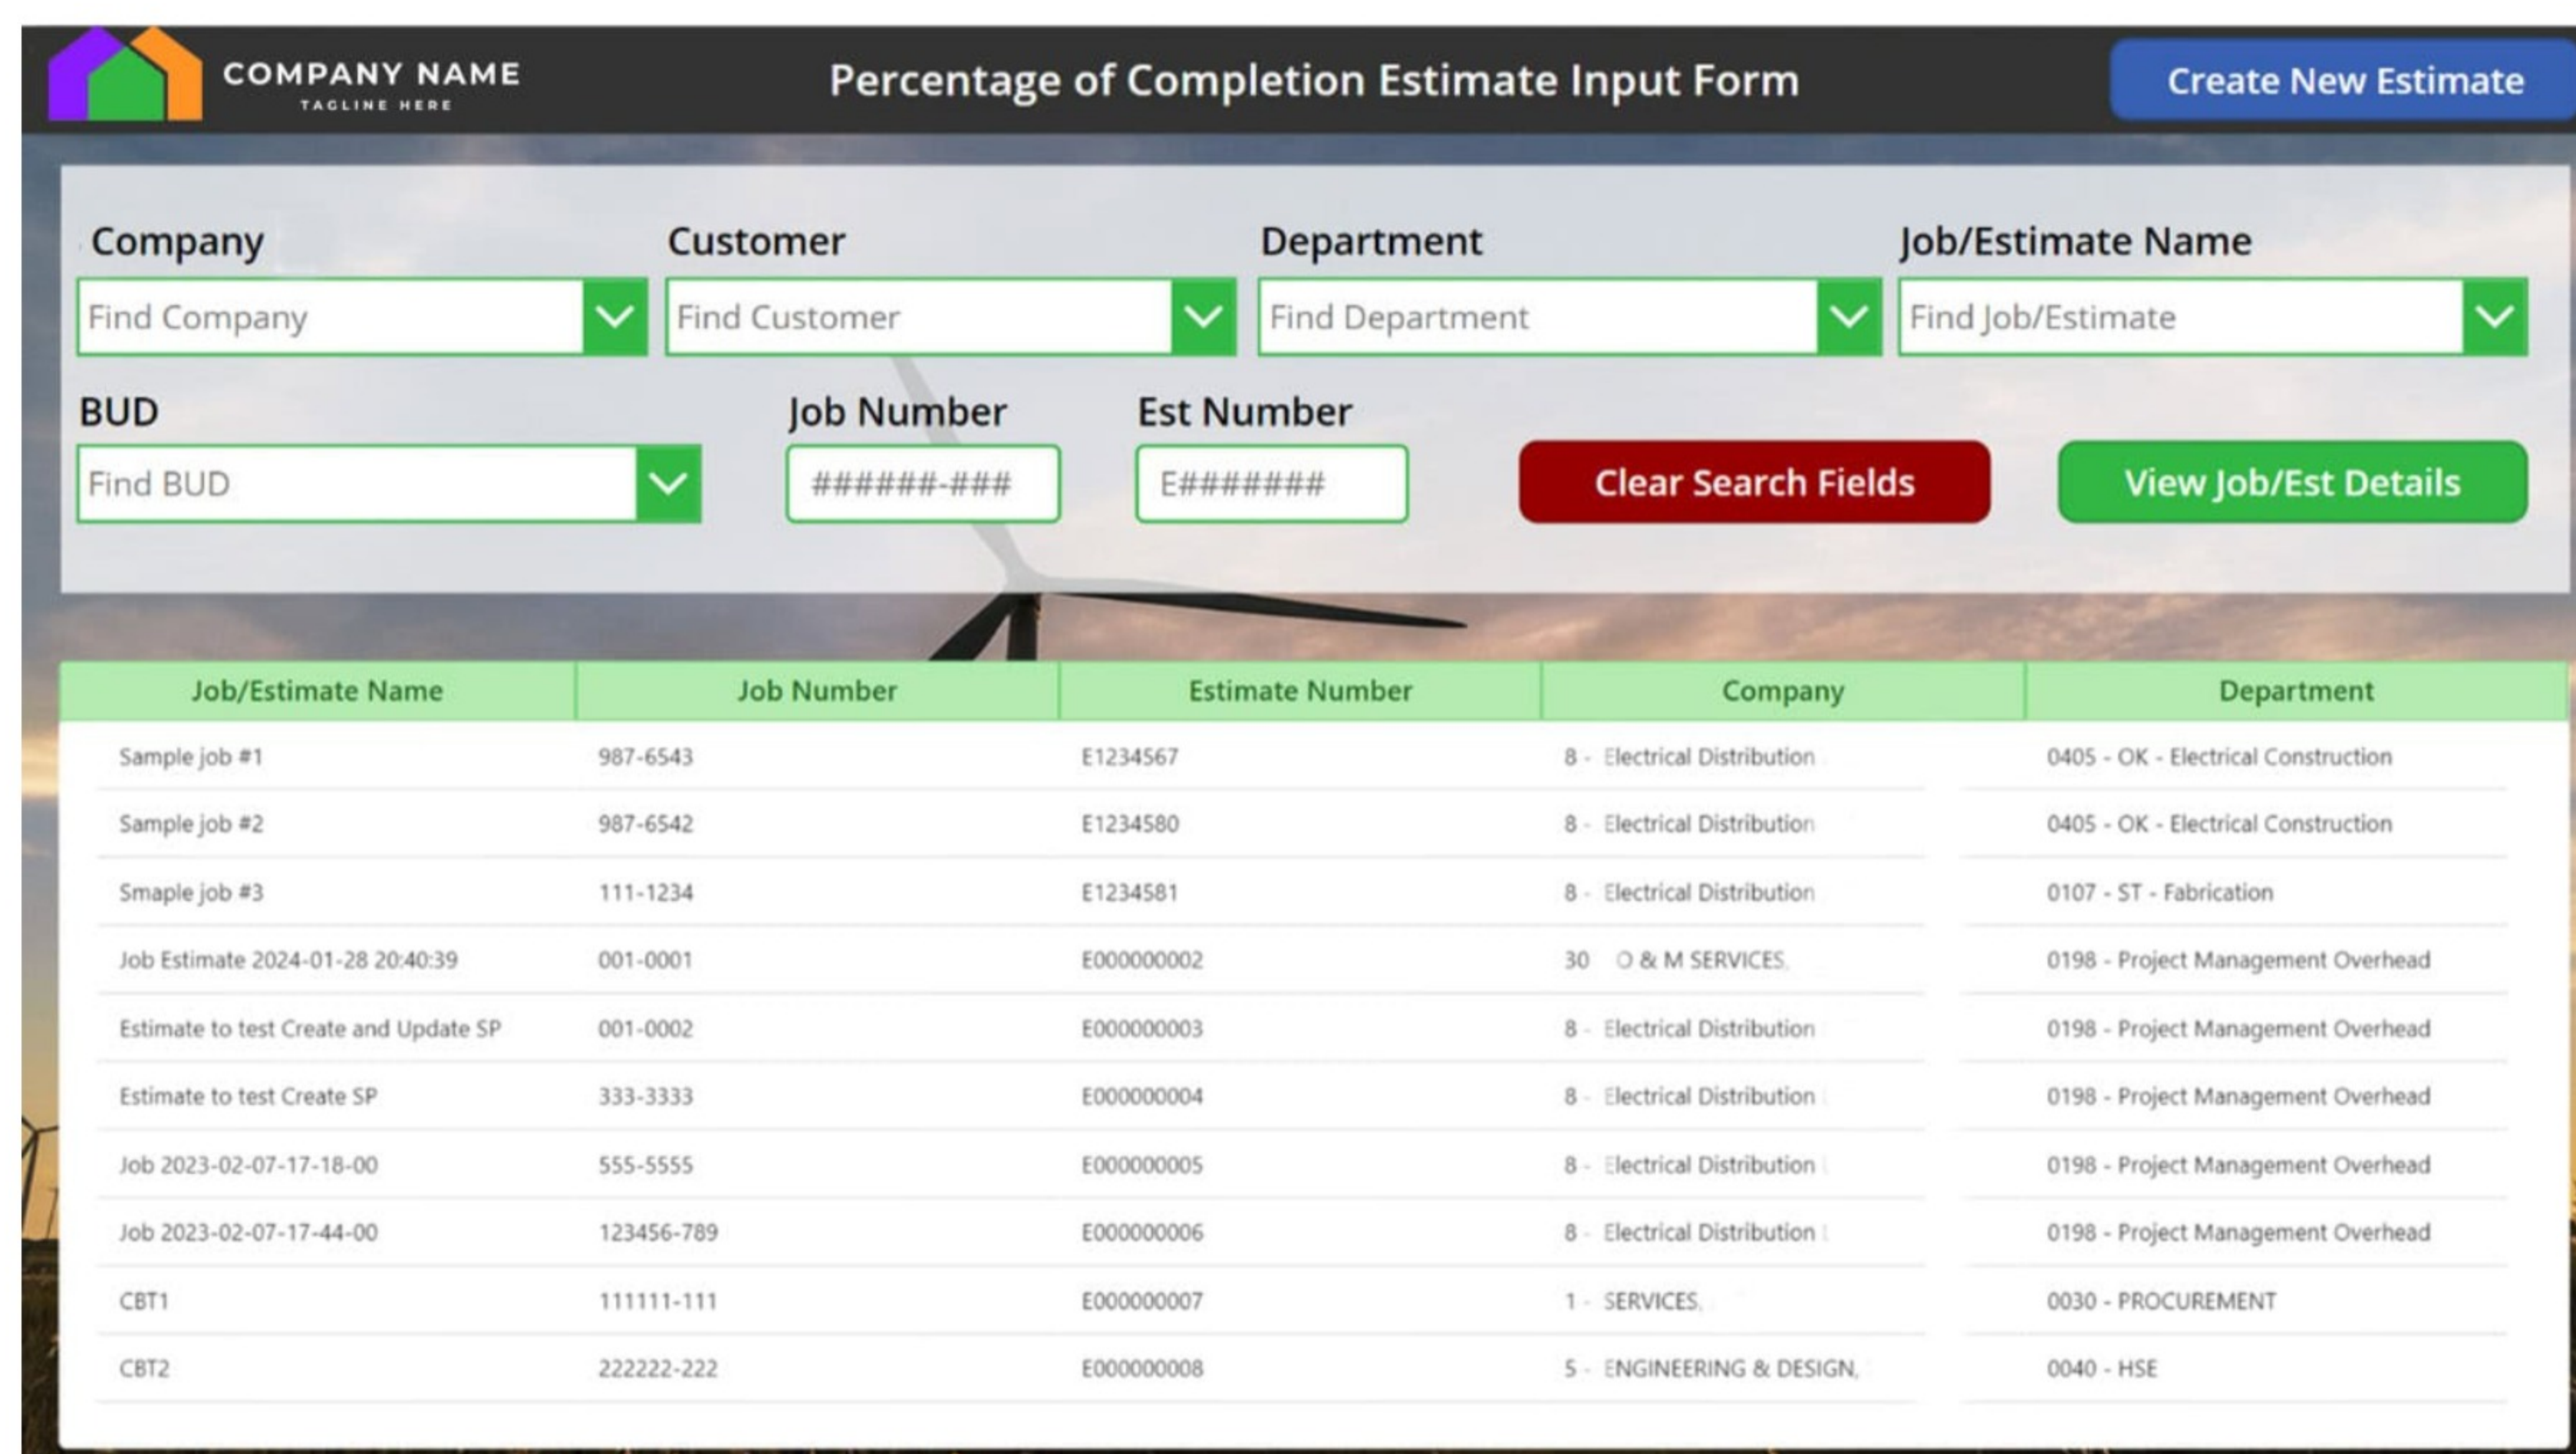 COMPANY NAME
TAGLINE HERE
Percentage of Completion Estimate Input Form
Create New Estimate
Company Customer Department Job/Estimate Name
Find Company Find Customer Find Department Find Job/Estimate
BUD Job Number Est Number
Find BUD ######-### E####### Clear Search Fields View Job/Est Details
Job/Estimate Name Job Number Estimate Number Company Department
Sample job #1 987-6543 E1234567 8 - Electrical Distribution 0405 - OK - Electrical Construction
Sample job #2 987-6542 E1234580 8 - Electrical Distribution 0405 - OK - Electrical Construction
Smaple job #3 111-1234 E1234581 8 - Electrical Distribution 0107 - ST - Fabrication
Job Estimate 2024-01-28 20:40:39 001-0001 E000000002 30 O & M SERVICES, 0198 - Project Management Overhead
Estimate to test Create and Update SP 001-0002 E000000003 8 - Electrical Distribution 0198 - Project Management Overhead
Estimate to test Create SP 333-3333 E000000004 8 - Electrical Distribution 0198 - Project Management Overhead
Job 2023-02-07-17-18-00 555-5555 E000000005 8 - Electrical Distribution 0198 - Project Management Overhead
Job 2023-02-07-17-44-00 123456-789 E000000006 8 - Electrical Distribution 0198 - Project Management Overhead
CBT1 111111-111 E000000007 1 - SERVICES, 0030 - PROCUREMENT
CBT2 222222-222 E000000008 5 - ENGINEERING & DESIGN, 0040 - HSE